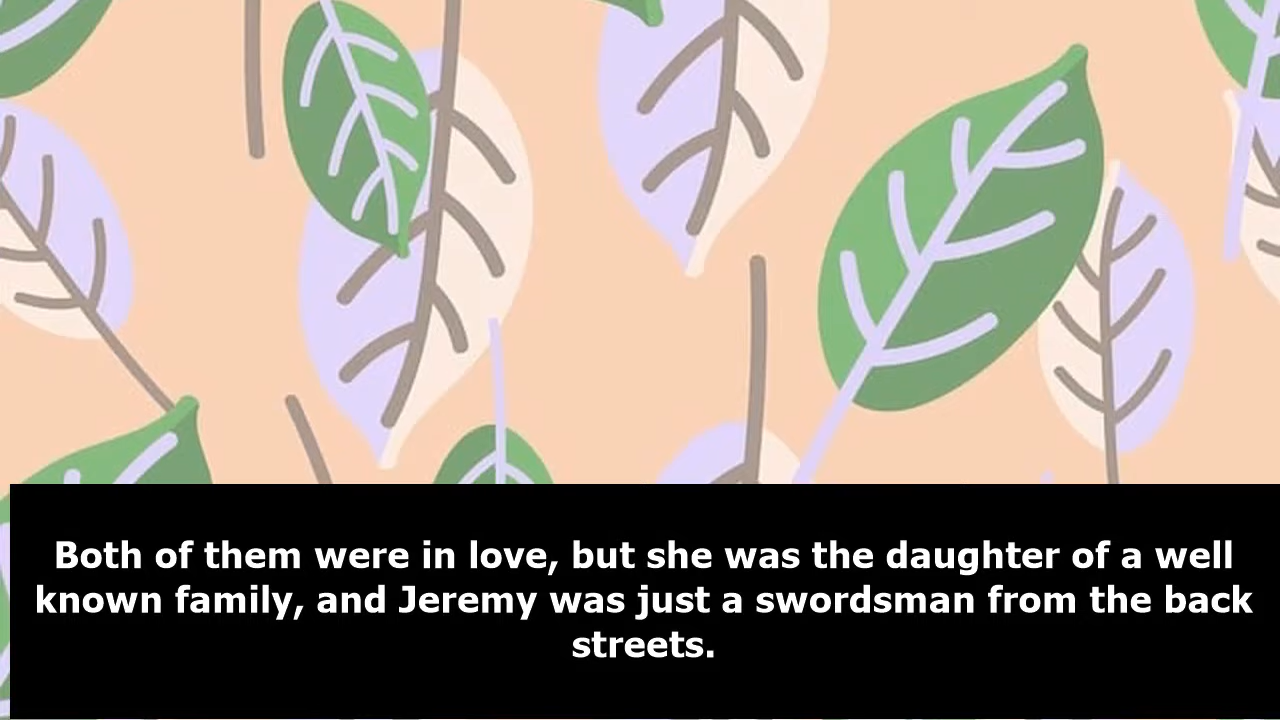 Both of them were in love, but she was the daughter of a well
known family, and Jeremy was just a swordsman from the back
streets.